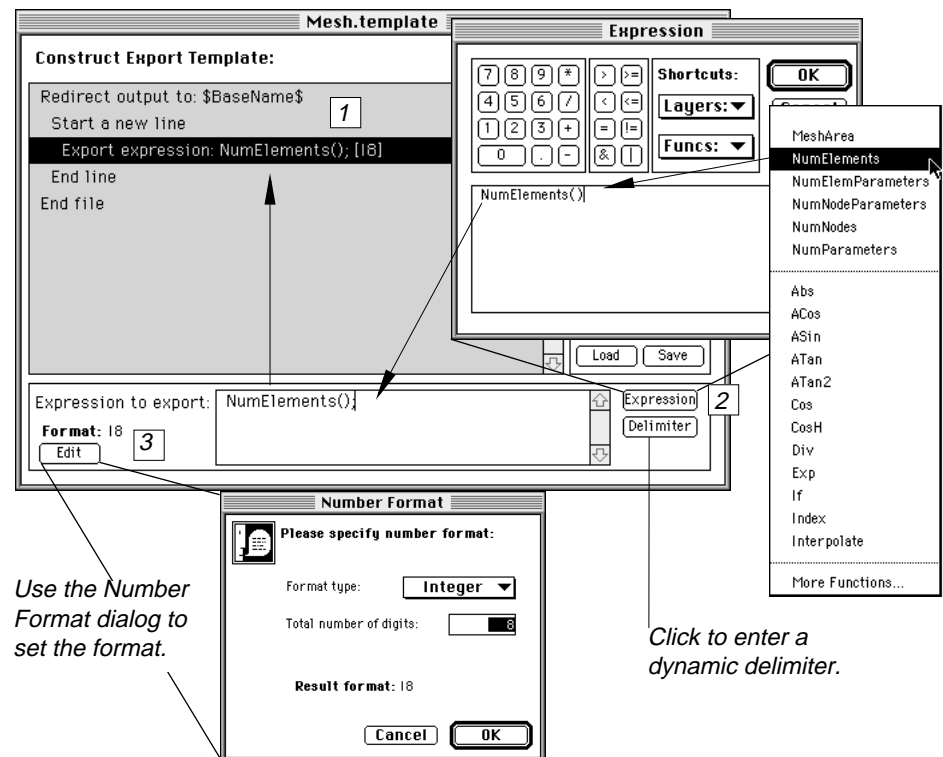 Mesh.template
Construct Export Template:
Redirect output to: $BaseName$
Start a new line
Export expression: NumElements(); [I8]
End line
End file
1
Expression
7 8 9 * > >=
4 5 6 / < <=
1 2 3 + = !=
0 . - & |
Shortcuts:
Layers:
Funcs:
OK
NumElements()
MeshArea
NumElements
NumElemParameters
NumNodeParameters
NumNodes
NumParameters
Abs
ACos
ASin
ATan
ATan2
Cos
CosH
Div
Exp
If
Index
Interpolate
More Functions...
Load Save
Expression to export: NumElements();
Expression
2
Delimiter
Format: I8
Edit
3
Number Format
Please specify number format:
Format type: Integer
Total number of digits: 8
Result format: I8
Cancel OK
Use the Number
Format dialog to
set the format.
Click to enter a
dynamic delimiter.